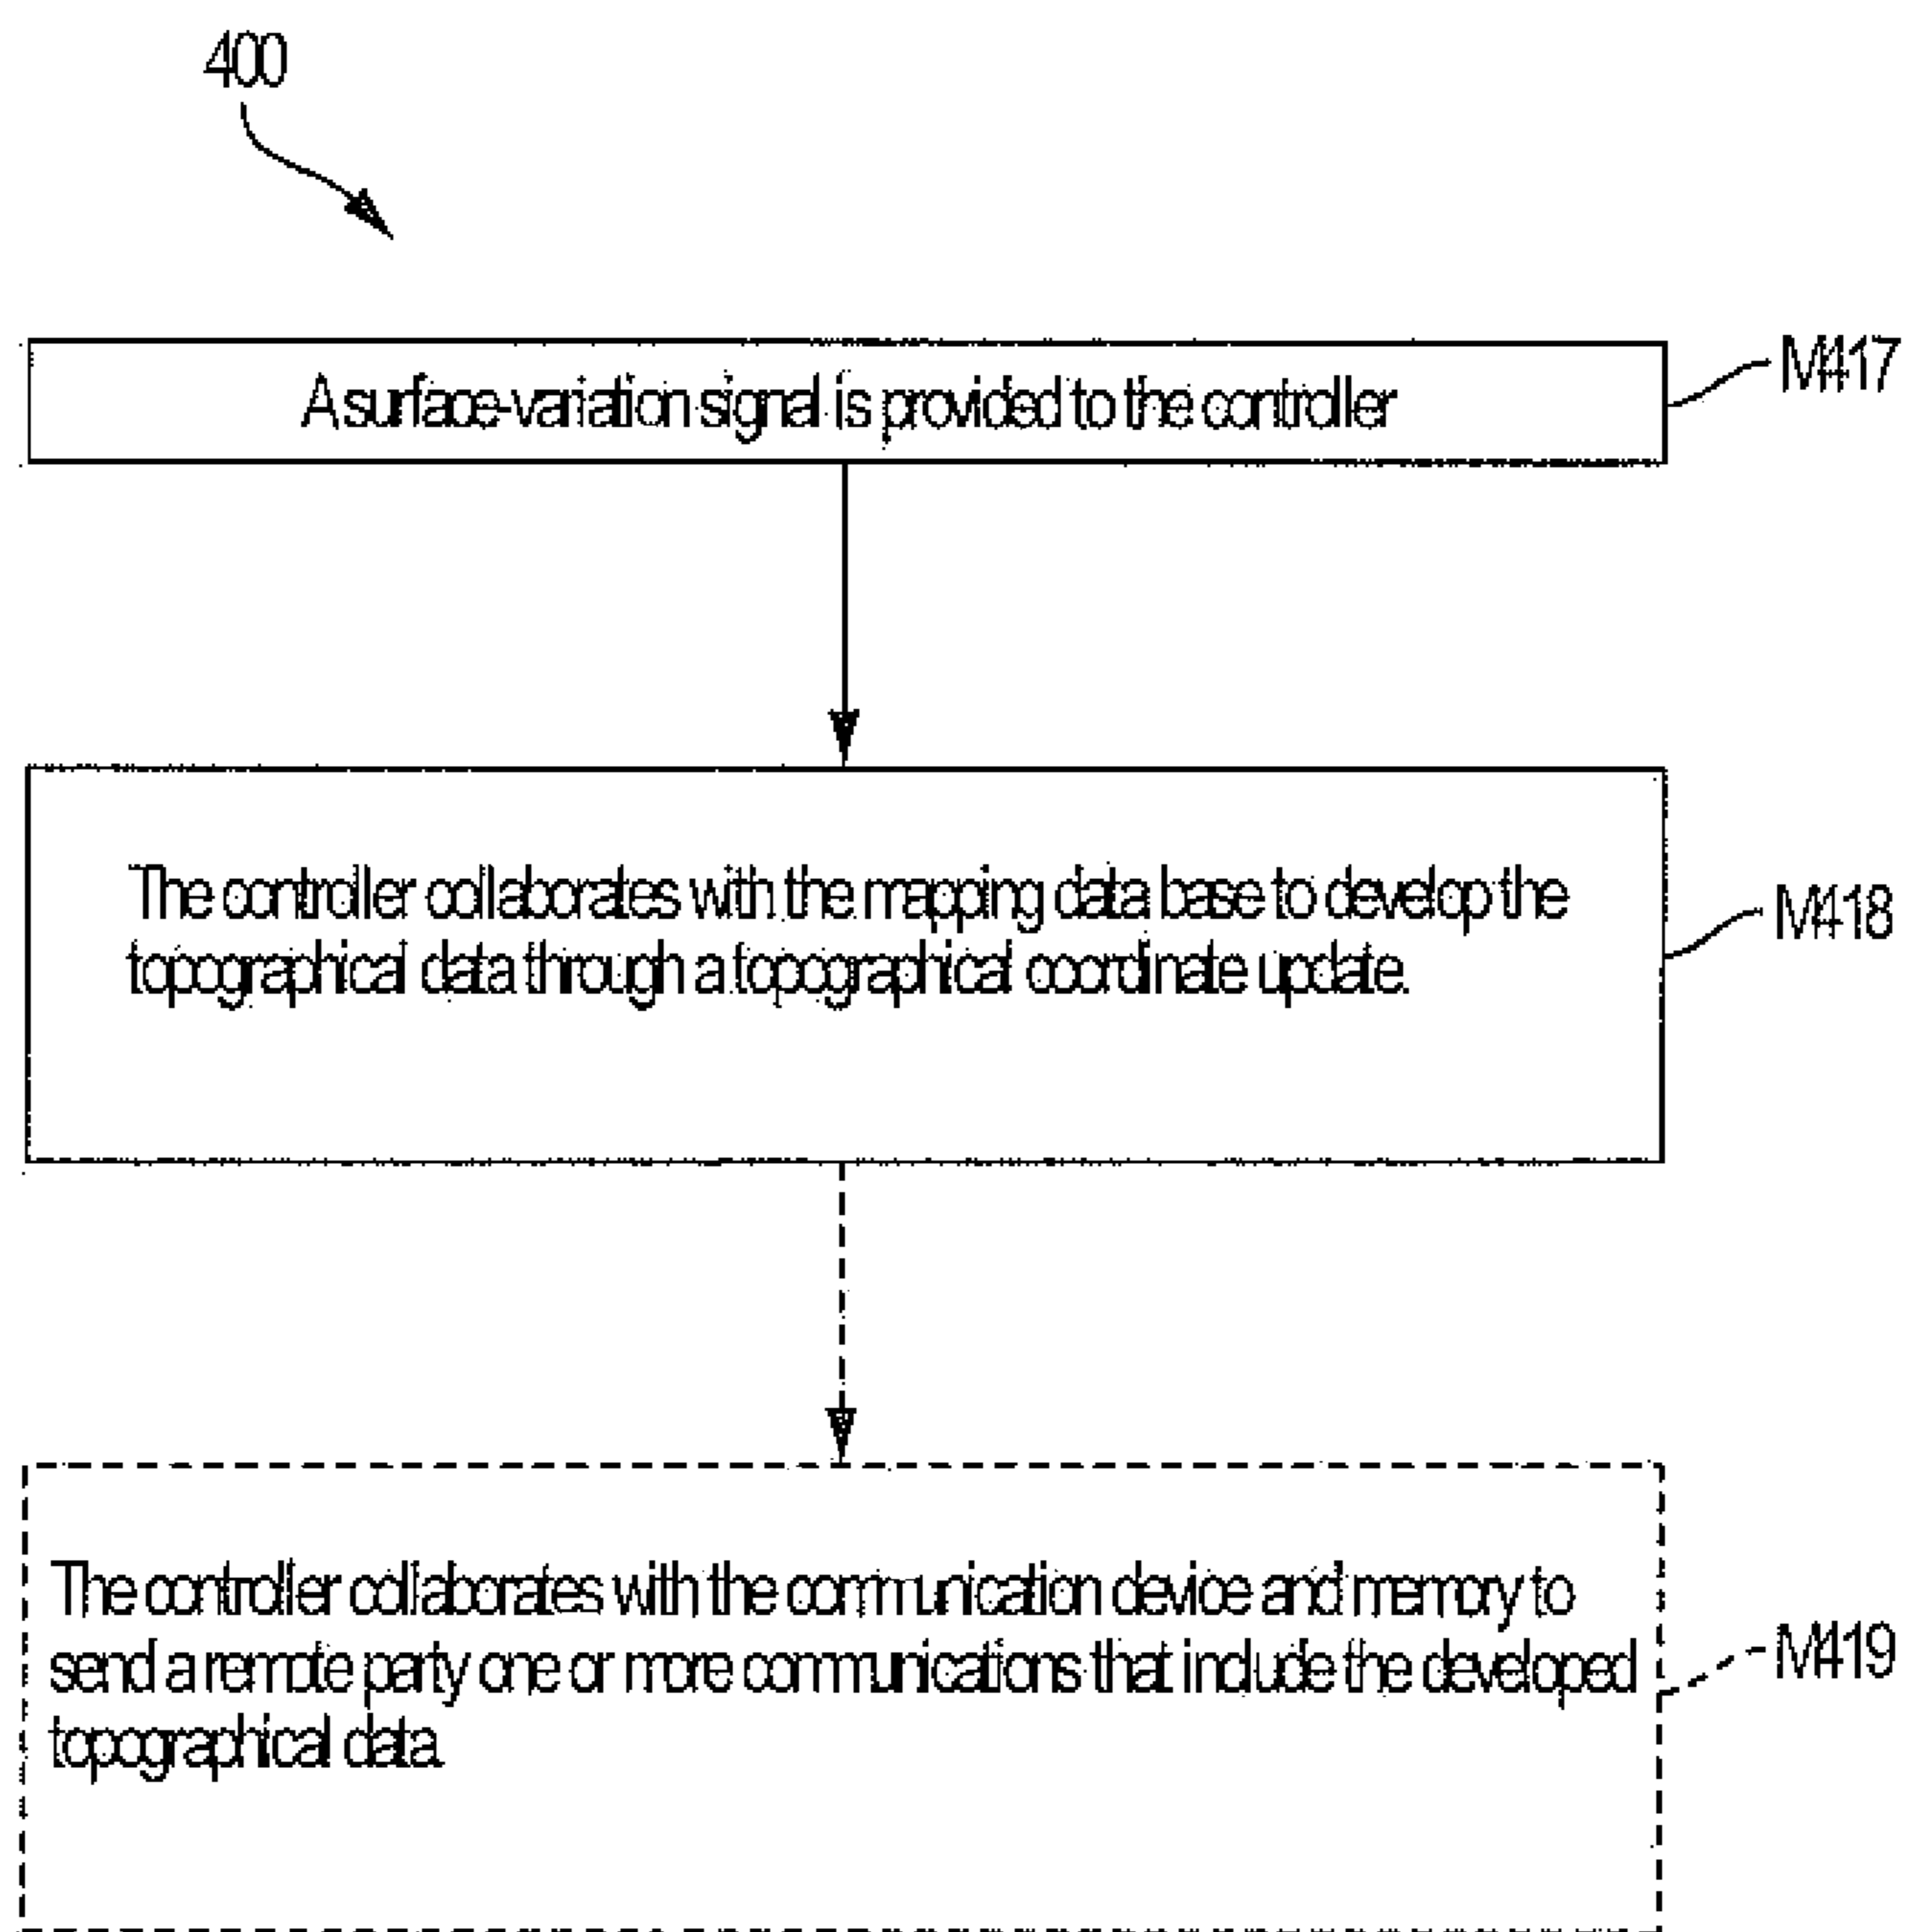 400
A surface-variation signal is provided to the controller
M417
The controller collaborates with the mapping data base to develop the
topographical data through a topographical coordinate update.
M418
The controller collaborates with the communication device and memory to
send a remote party one or more communications that include the developed
topographical data
M419